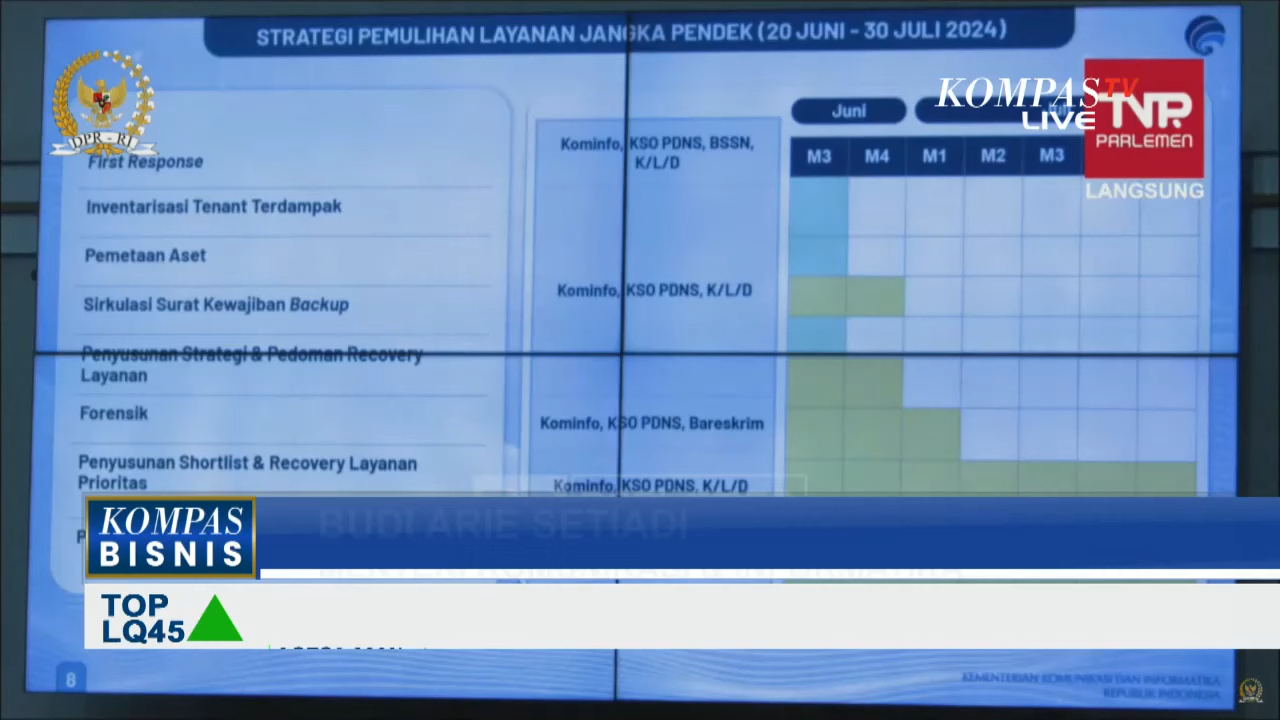 STRATEGI PEMULIHAN LAYANAN JANGKA PENDEK (20 JUNI - 30 JULI 2024)
KOMPAS TV
LIVE
TVP.
PARLEMEN
LANGSUNG
DPR - RI
Juni
M3 M4 M1 M2 M3
First Response
Kominfo, KSO PDNS, BSSN,
K/L/D
Inventarisasi Tenant Terdampak
Pemetaan Aset
Sirkulasi Surat Kewajiban Backup
Kominfo, KSO PDNS, K/L/D
Penyusunan Strategi & Pedoman Recovery
Layanan
Forensik
Kominfo, KSO PDNS, Bareskrim
Penyusunan Shortlist & Recovery Layanan
Prioritas
Kominfo, KSO PDNS, K/L/D
KOMPAS
BISNIS
BUDI ARIE SETIADI
TOP
LQ45
8
KEMENTERIAN KOMUNIKASI DAN INFORMATIKA
REPUBLIK INDONESIA